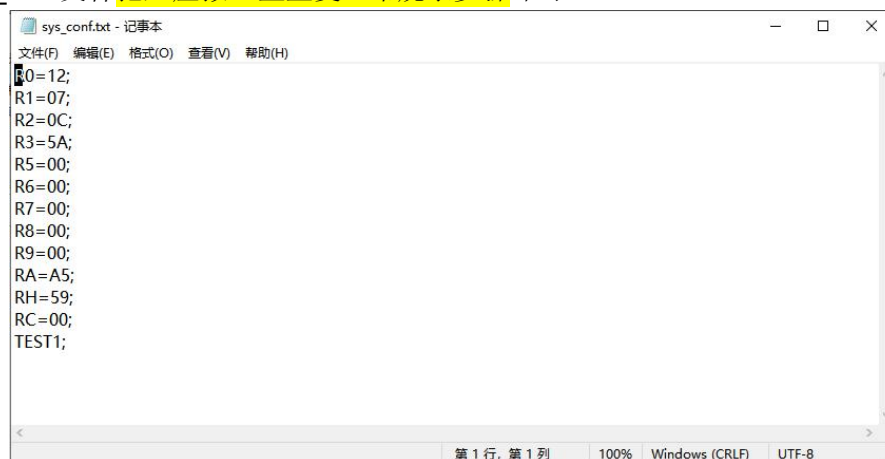 sys_conf.txt - 记事本
文件(F) 编辑(E) 格式(O) 查看(V) 帮助(H)
R0=12;
R1=07;
R2=0C;
R3=5A;
R5=00;
R6=00;
R7=00;
R8=00;
R9=00;
RA=A5;
RH=59;
RC=00;
TEST1;
第 1 行，第 1 列 100% Windows (CRLF) UTF-8